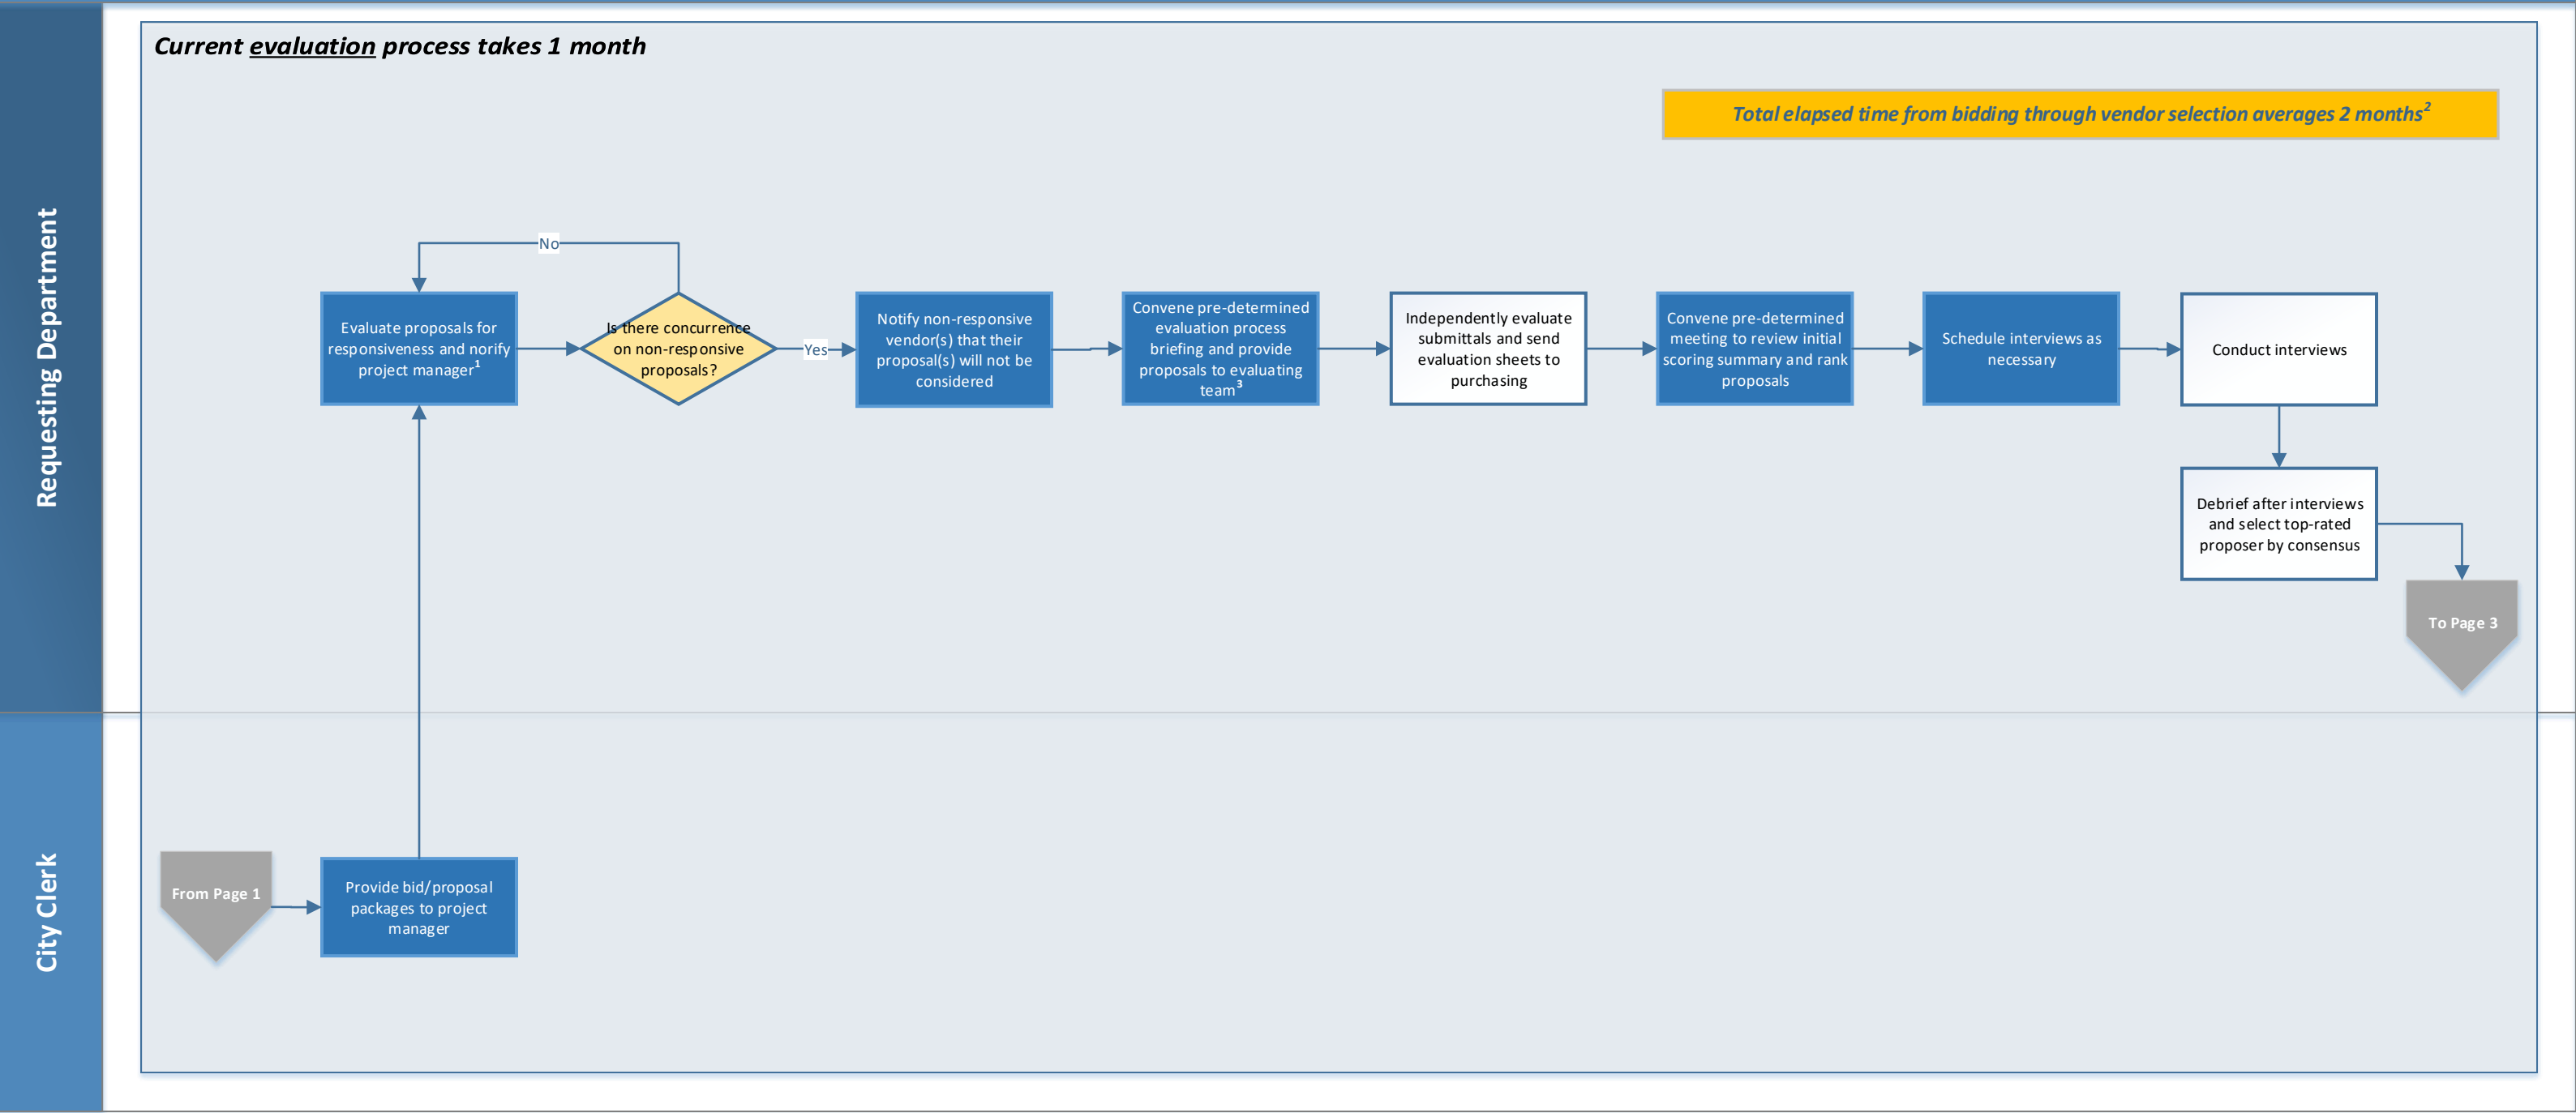 Current evaluation process takes 1 month
Total elapsed time from bidding through vendor selection averages 2 months²
Requesting Department
No
Evaluate proposals for
responsiveness and norify
project manager¹
Is there concurrence
on non-responsive
proposals?
Yes
Notify non-responsive
vendor(s) that their
proposal(s) will not be
considered
Convene pre-determined
evaluation process
briefing and provide
proposals to evaluating
team³
Independently evaluate
submittals and send
evaluation sheets to
purchasing
Convene pre-determined
meeting to review initial
scoring summary and rank
proposals
Schedule interviews as
necessary
Conduct interviews
Debrief after interviews
and select top-rated
proposer by consensus
To Page 3
City Clerk
From Page 1
Provide bid/proposal
packages to project
manager